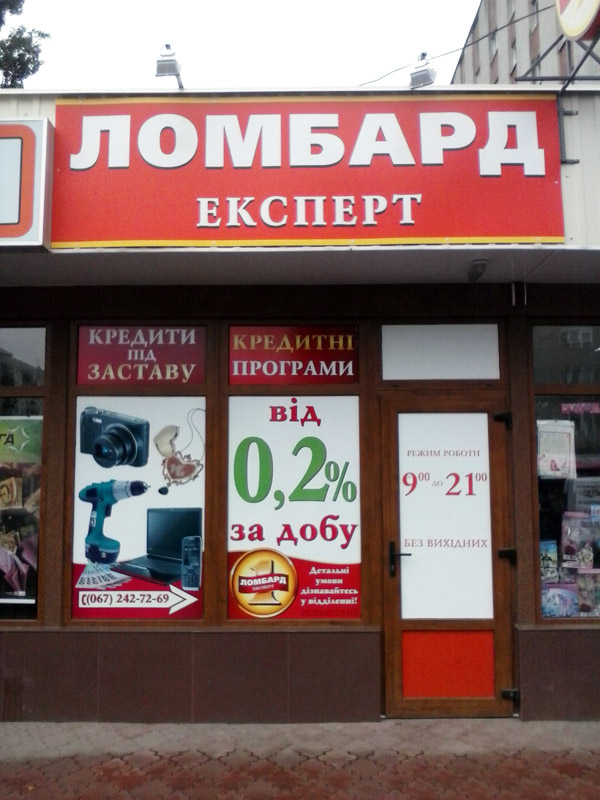 ЛОМБАРД
ЕКСПЕРТ
КРЕДИТИ
ПІД
ЗАСТАВУ
КРЕДИТНІ
ПРОГРАМИ
від
0,2%
за добу
ЛОМБАРД
ЕКСПЕРТ
Детальні
умови
дізнавайтесь
у відділенні!
(067) 242-72-69
РЕЖИМ РОБОТИ
9⁰⁰ ДО 21⁰⁰
БЕЗ ВИХІДНИХ